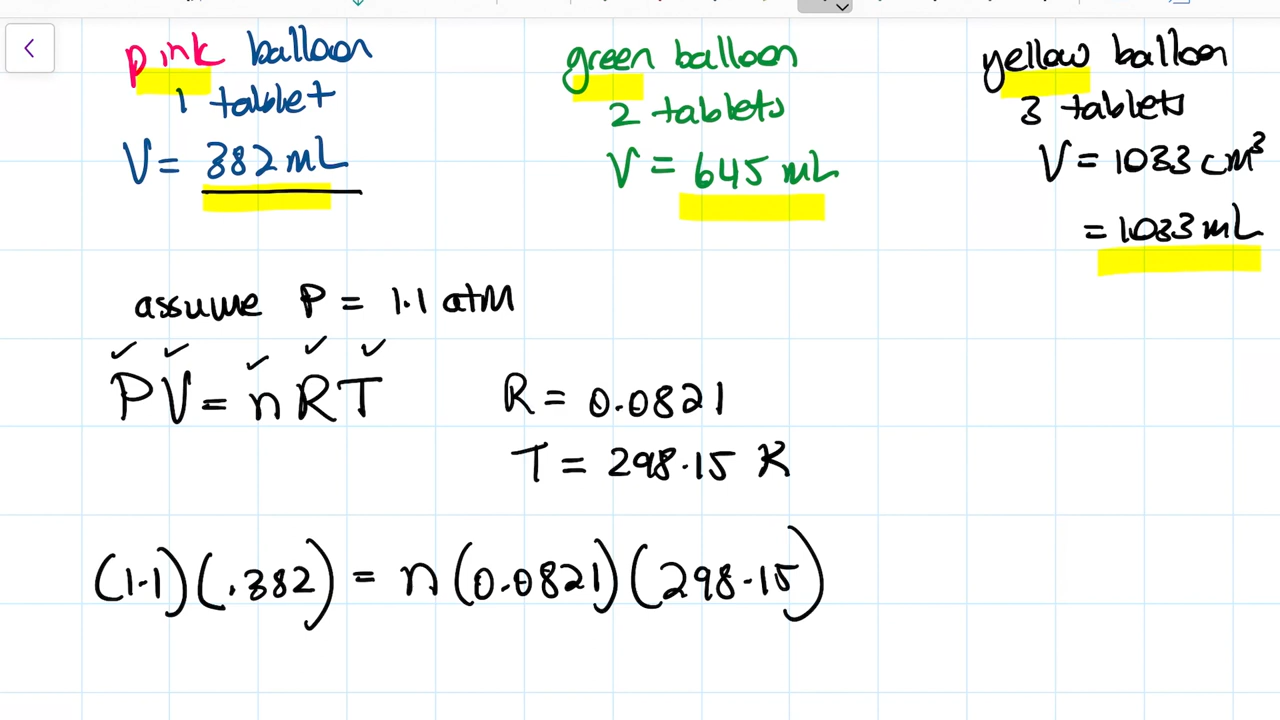 pink balloon
1 tablet
V = 382 mL
green balloon
2 tablets
V = 645 mL
yellow balloon
3 tablets
V = 1033 cm³
= 1033 mL
assume P = 1.1 atm
PV = nRT
R = 0.0821
T = 298.15 K
(1.1)(.382) = n(0.0821)(298.15)